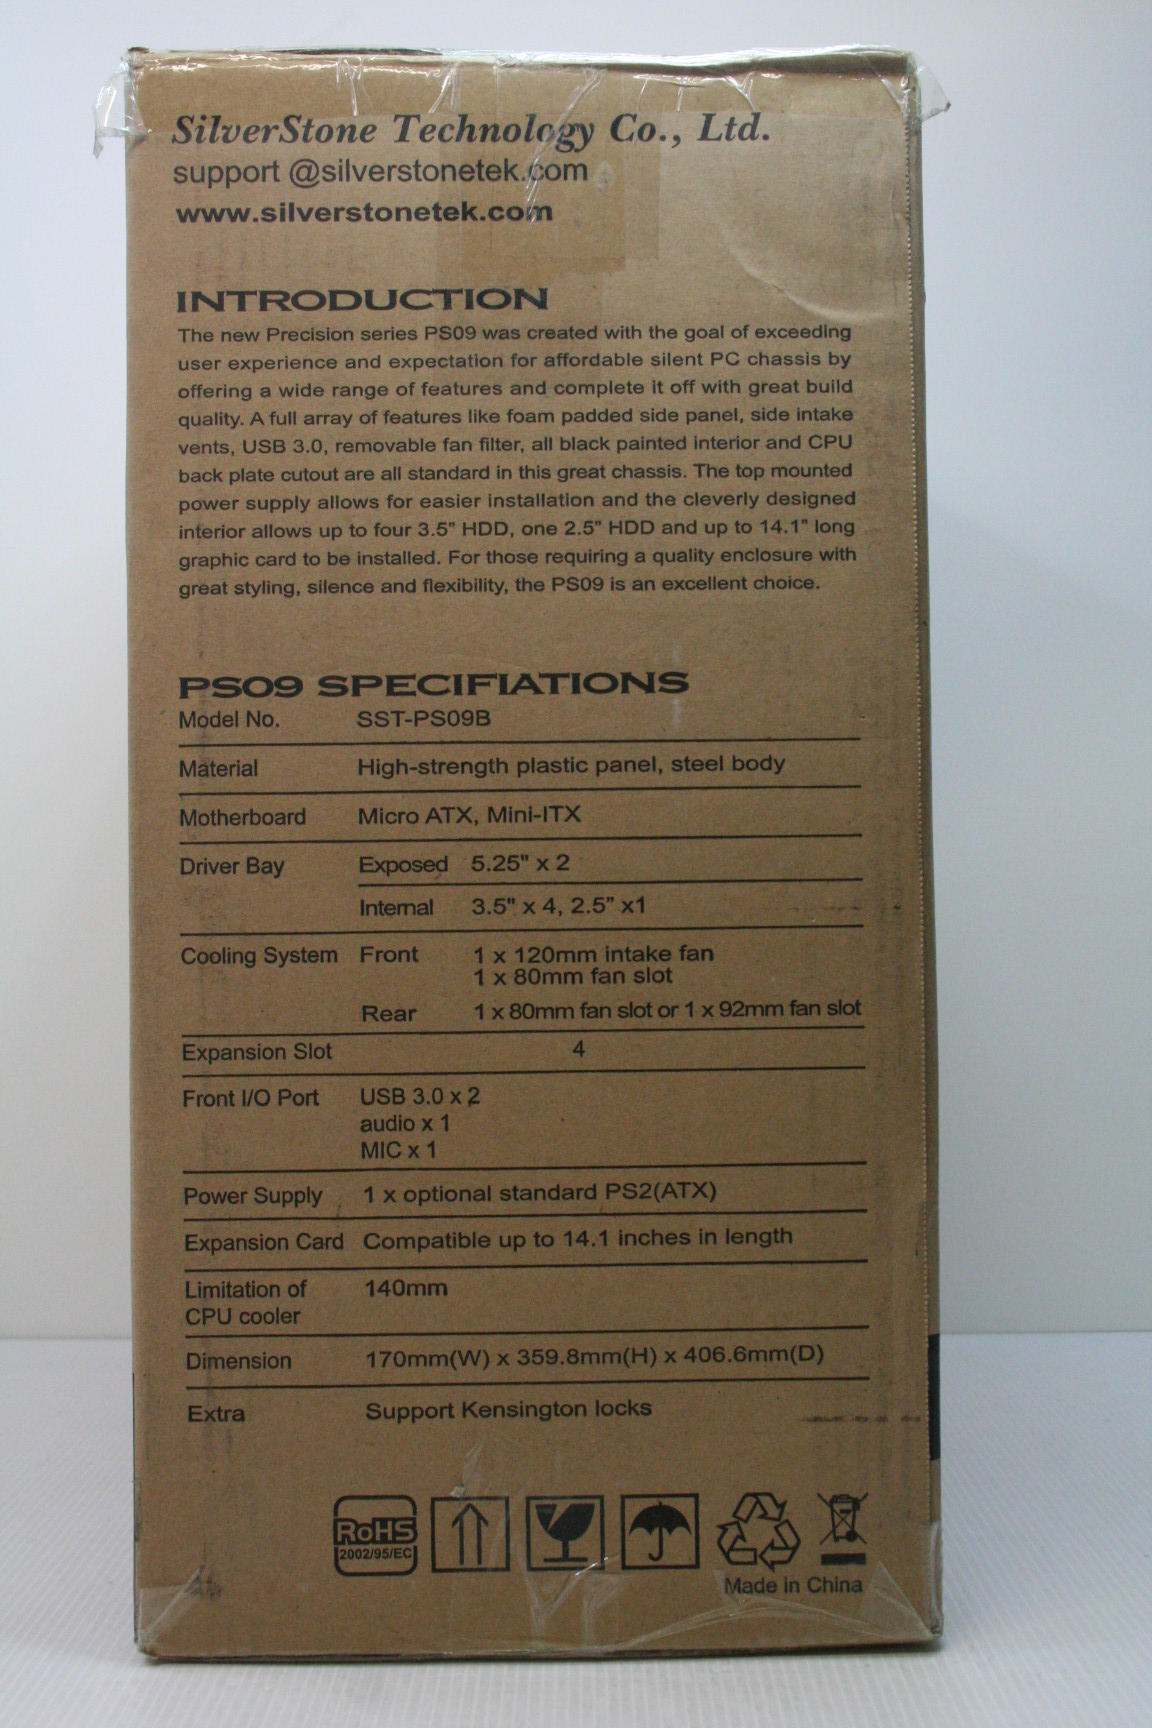 SilverStone Technology Co., Ltd.
support @silverstonetek.com
www.silverstonetek.com
INTRODUCTION
The new Precision series PS09 was created with the goal of exceeding
user experience and expectation for affordable silent PC chassis by
offering a wide range of features and complete it off with great build
quality. A full array of features like foam padded side panel, side intake
vents, USB 3.0, removable fan filter, all black painted interior and CPU
back plate cutout are all standard in this great chassis. The top mounted
power supply allows for easier installation and the cleverly designed
interior allows up to four 3.5" HDD, one 2.5" HDD and up to 14.1" long
graphic card to be installed. For those requiring a quality enclosure with
great styling, silence and flexibility, the PS09 is an excellent choice.
PS09 SPECIFIATIONS
Model No. SST-PS09B
Material High-strength plastic panel, steel body
Motherboard Micro ATX, Mini-ITX
Driver Bay Exposed 5.25" x 2
Internal 3.5" x 4, 2.5" x1
Cooling System Front 1 x 120mm intake fan
1 x 80mm fan slot
Rear 1 x 80mm fan slot or 1 x 92mm fan slot
Expansion Slot 4
Front I/O Port USB 3.0 x 2
audio x 1
MIC x 1
Power Supply 1 x optional standard PS2(ATX)
Expansion Card Compatible up to 14.1 inches in length
Limitation of 140mm
CPU cooler
Dimension 170mm(W) x 359.8mm(H) x 406.6mm(D)
Extra Support Kensington locks
RoHS
2002/95/EC
Made in China